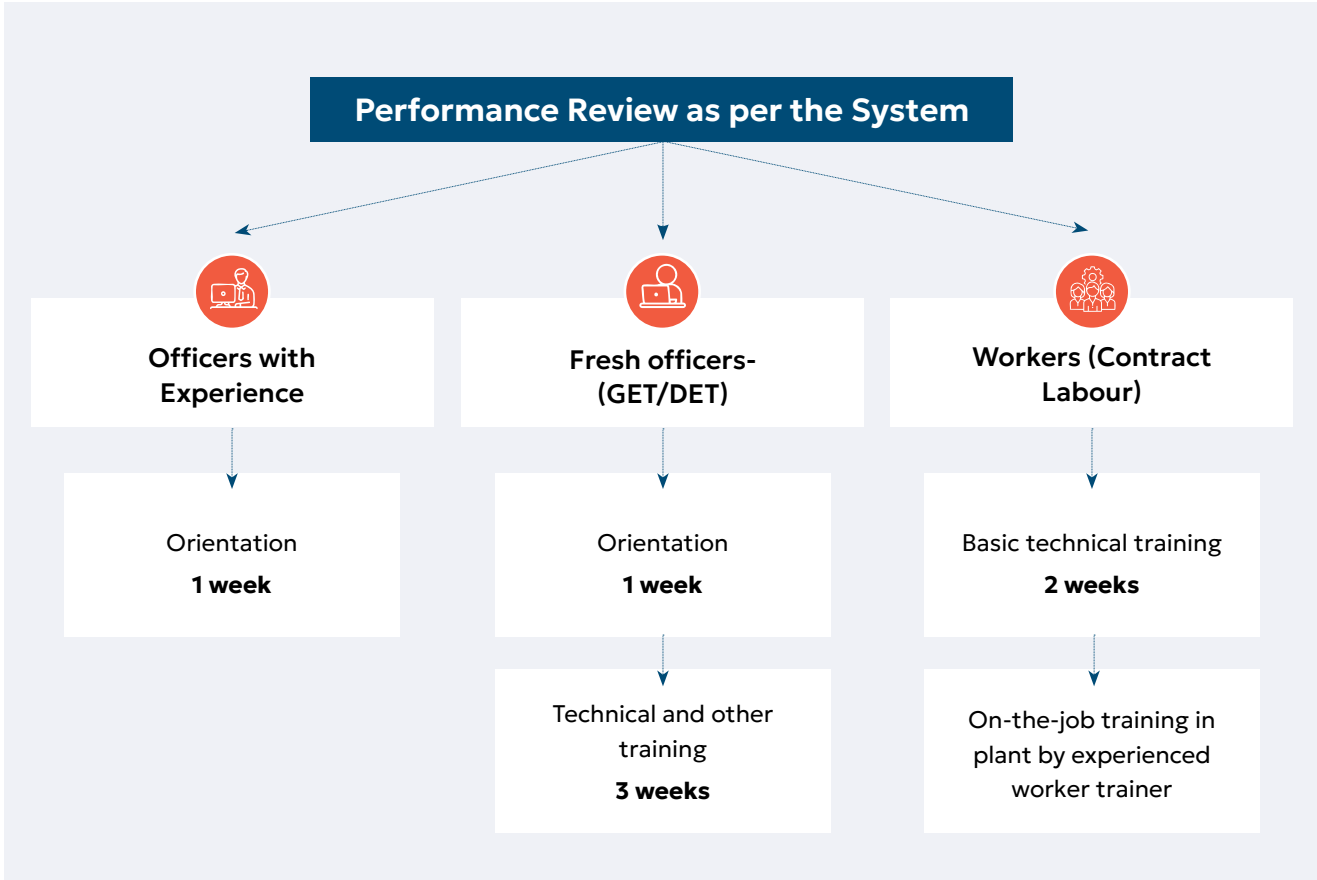 Performance Review as per the System
Officers with
Experience
Orientation
1 week
Fresh officers-
(GET/DET)
Orientation
1 week
Technical and other
training
3 weeks
Workers (Contract
Labour)
Basic technical training
2 weeks
On-the-job training in
plant by experienced
worker trainer